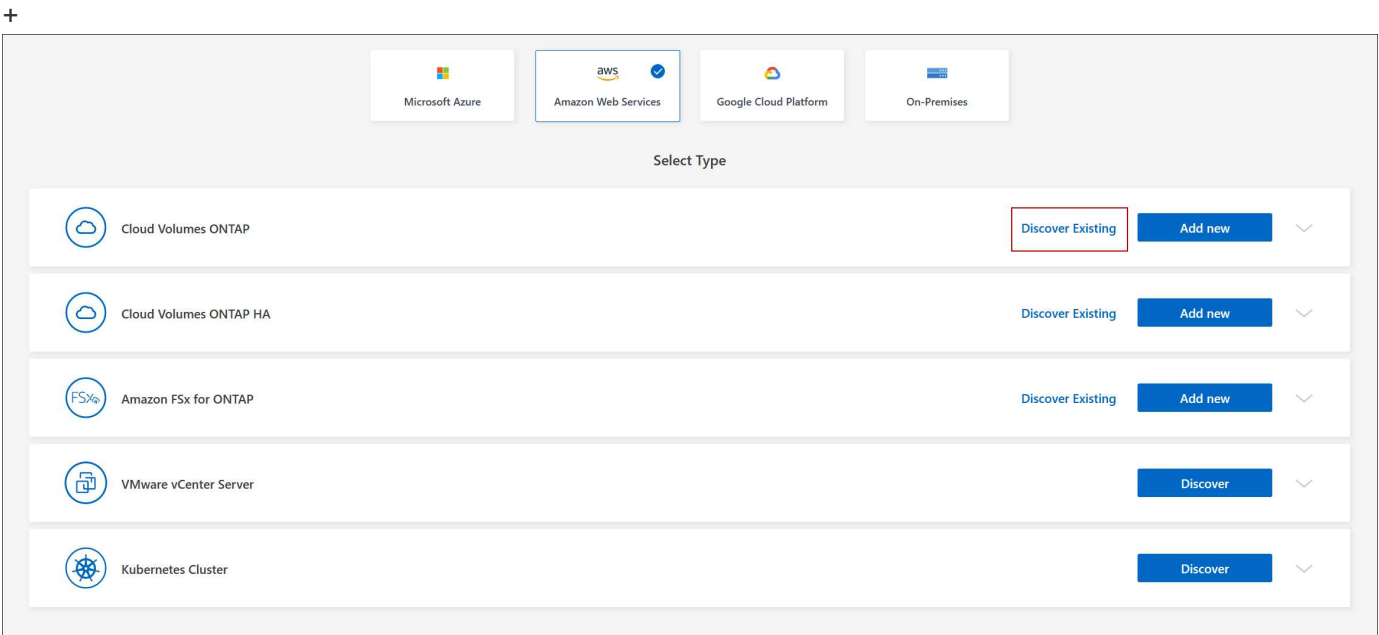 +
aws
Microsoft Azure Amazon Web Services Google Cloud Platform On-Premises
Select Type
Cloud Volumes ONTAP Discover Existing Add new
Cloud Volumes ONTAP HA Discover Existing Add new
FSx Amazon FSx for ONTAP Discover Existing Add new
VMware vCenter Server Discover
Kubernetes Cluster Discover